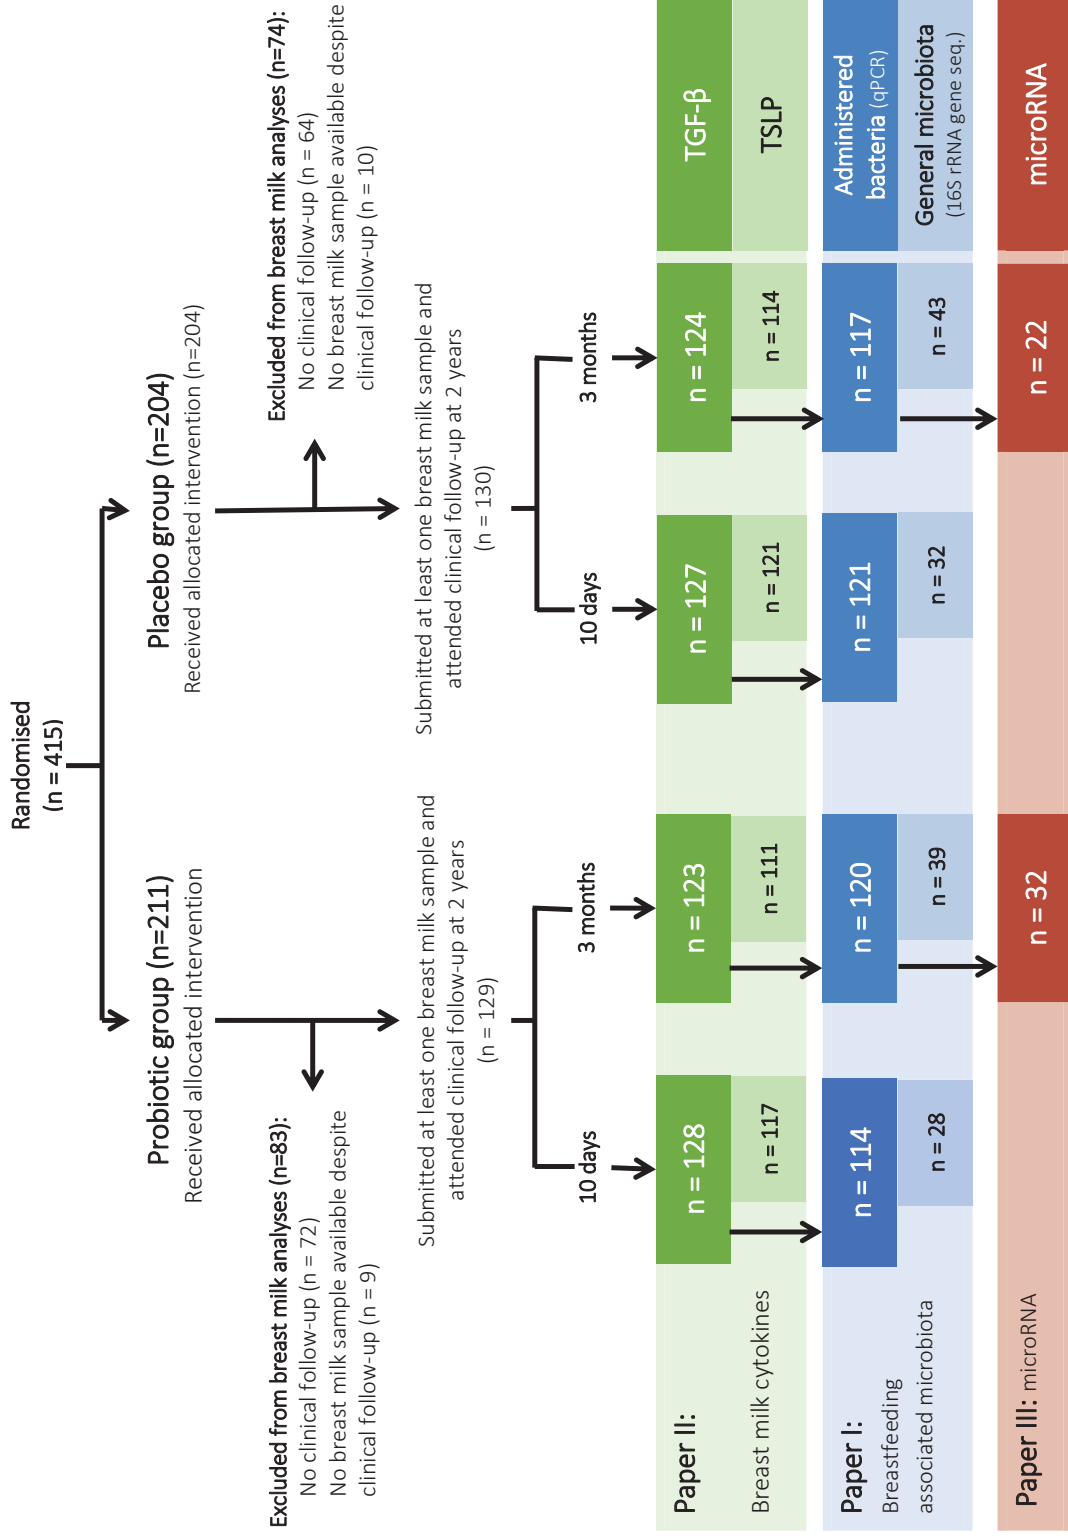 Randomised
(n = 415)
Probiotic group (n=211)
Received allocated intervention
Placebo group (n=204)
Received allocated intervention (n=204)
Excluded from breast milk analyses (n=83):
No clinical follow-up (n = 72)
No breast milk sample available despite
clinical follow-up (n = 9)
Excluded from breast milk analyses (n=74):
No clinical follow-up (n = 64)
No breast milk sample available despite
clinical follow-up (n = 10)
Submitted at least one breast milk sample and
attended clinical follow-up at 2 years
(n = 129)
Submitted at least one breast milk sample and
attended clinical follow-up at 2 years
(n = 130)
10 days
3 months
10 days
3 months
Paper II:
Breast milk cytokines
n = 128
n = 123
n = 127
n = 124
TGF-β
n = 117
n = 111
n = 121
n = 114
TSLP
Paper I:
Breastfeeding
associated microbiota
n = 114
n = 120
n = 121
n = 117
Administered
bacteria (qPCR)
n = 28
n = 39
n = 32
n = 43
General microbiota
(16S rRNA gene seq.)
Paper III: microRNA
n = 32
n = 22
microRNA